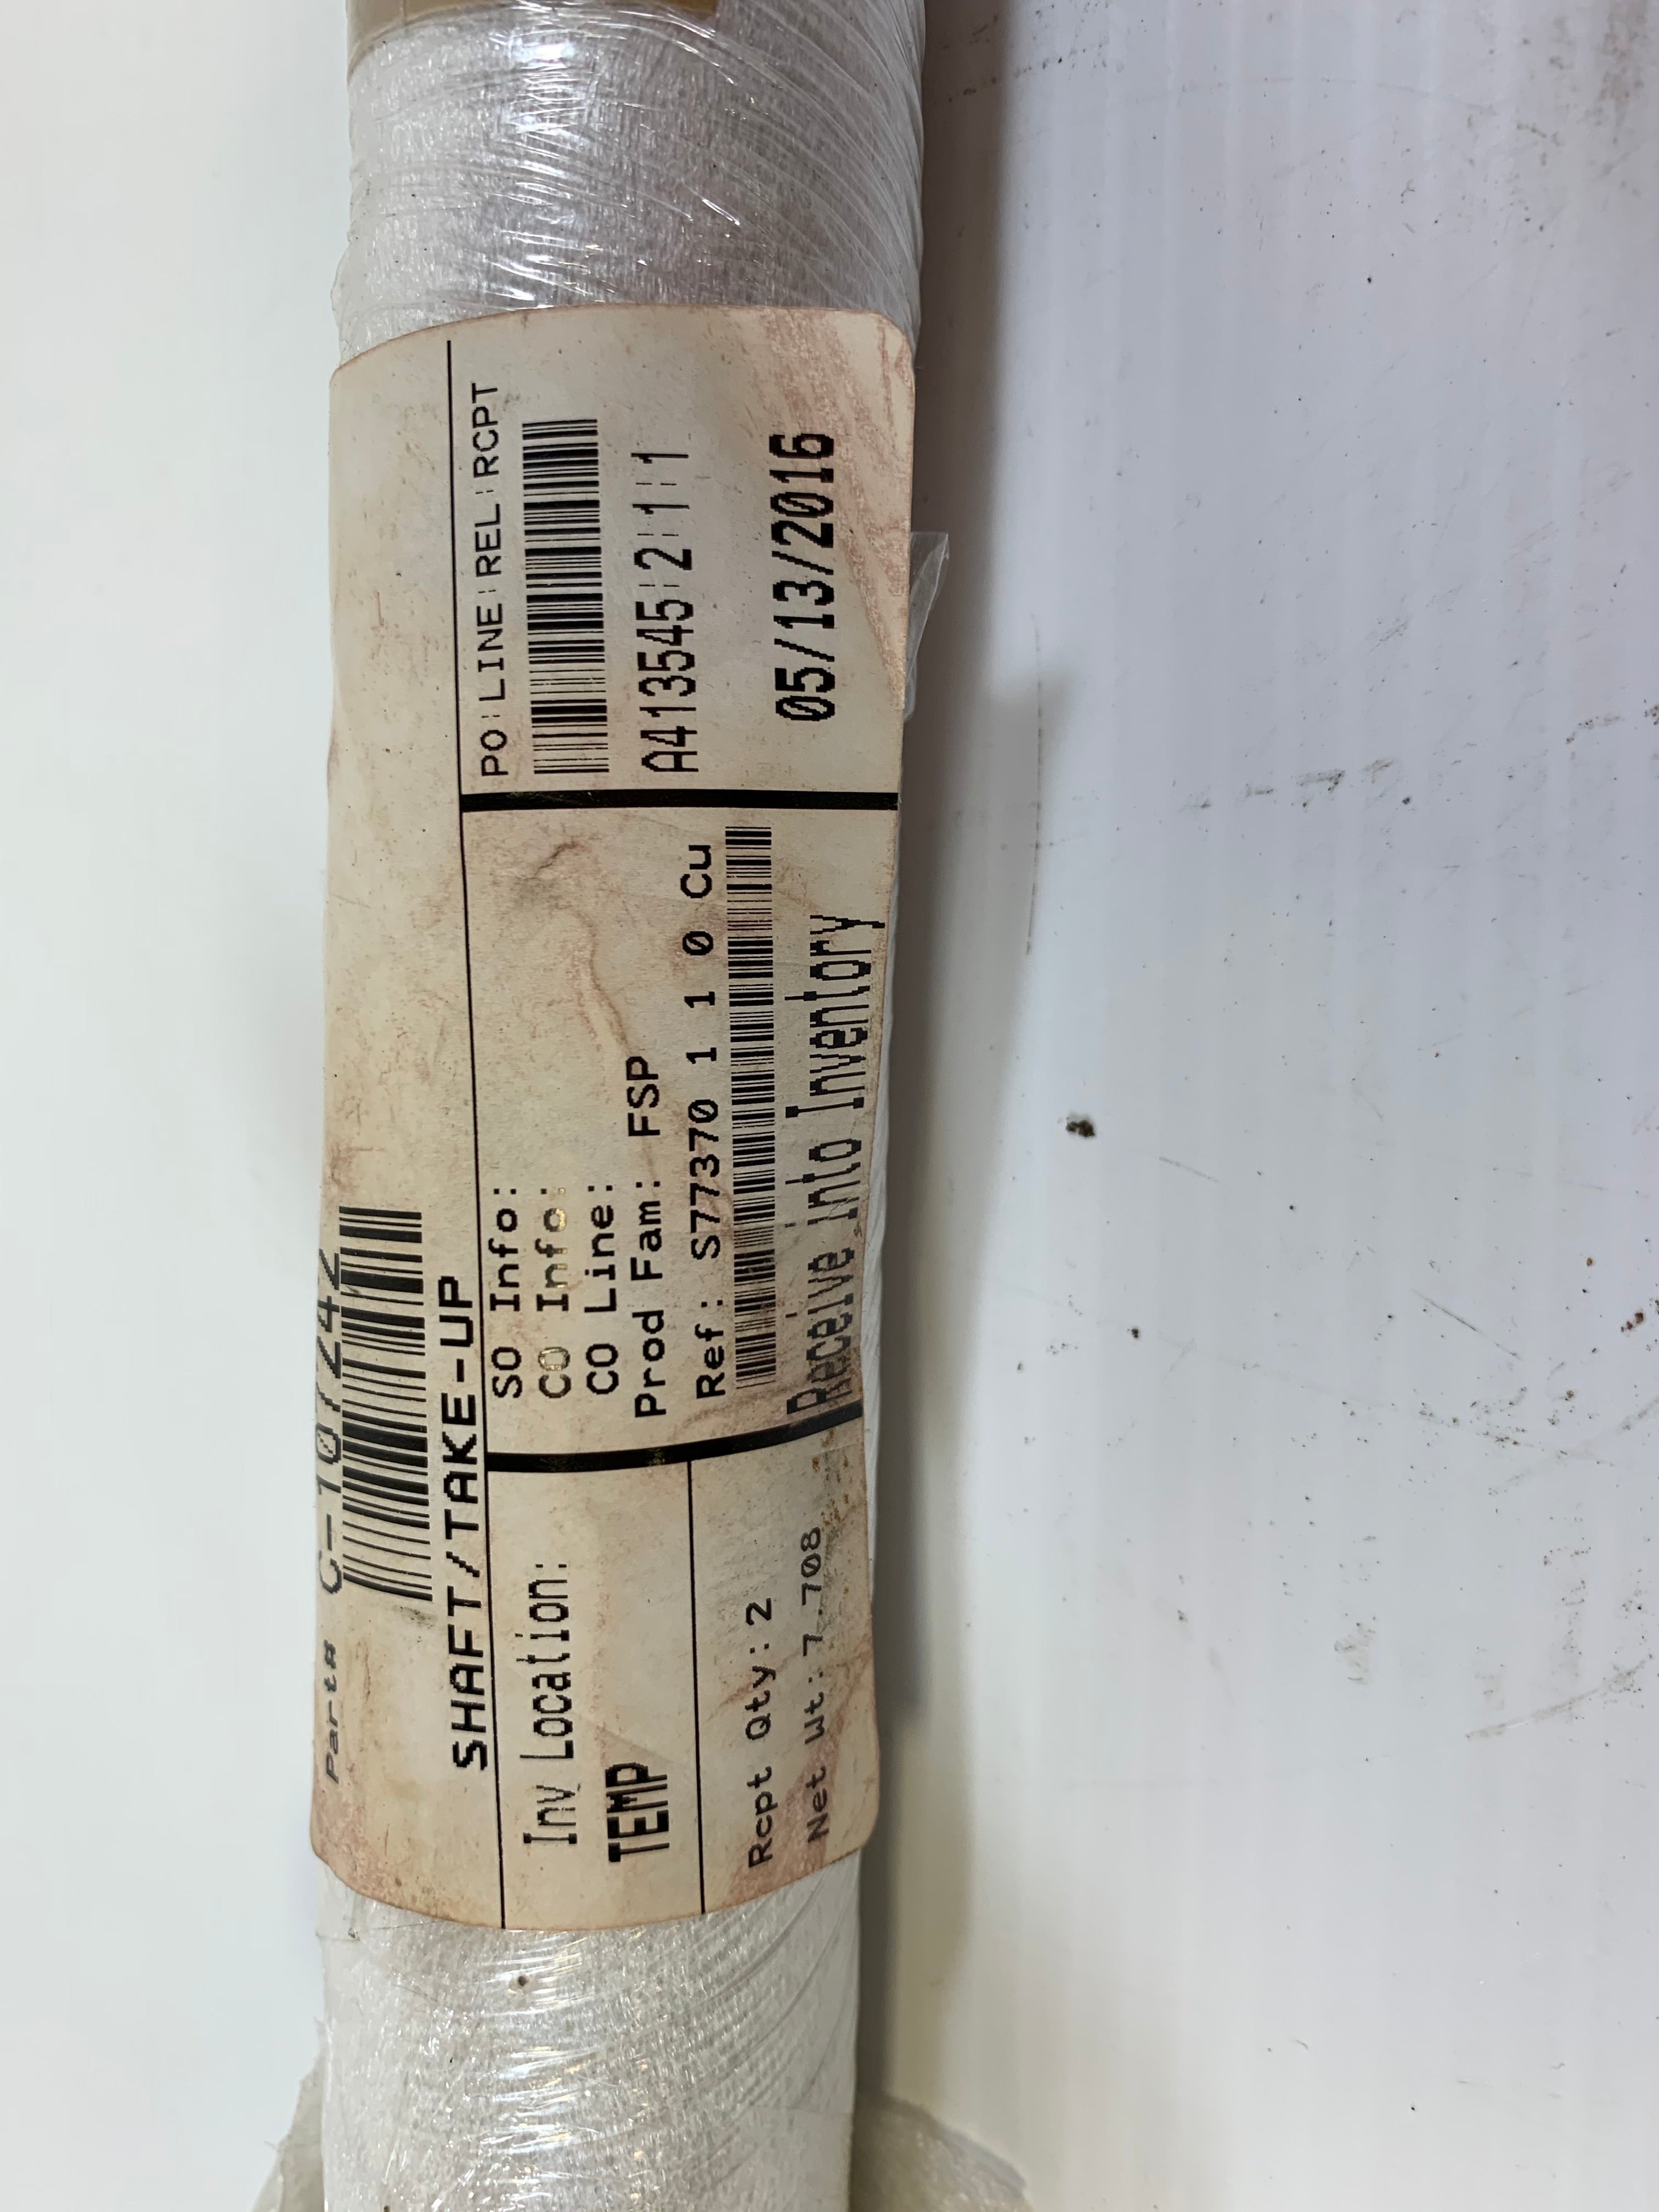 Part# C-107242
SHAFT/TAKE-UP
Inv Location:
TEMP
Rcpt Qty: 2
Net Wt: 7.708
SO Info:
CO Info:
CO Line:
Prod Fam: FSP
Ref: S77370 1 1 0 Cu
Receive into Inventory
PO|LINE|REL|RCPT
A413545|2|1|1
05/13/2016